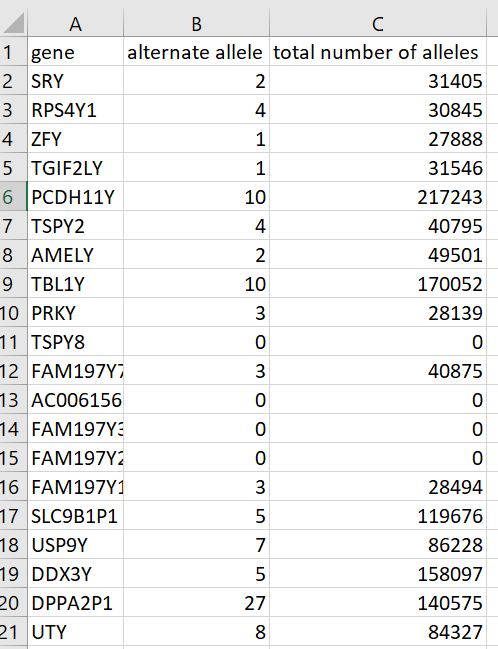 A B C
1 gene alternate allele total number of alleles
2 SRY 2 31405
3 RPS4Y1 4 30845
4 ZFY 1 27888
5 TGIF2LY 1 31546
6 PCDH11Y 10 217243
7 TSPY2 4 40795
8 AMELY 2 49501
9 TBL1Y 10 170052
10 PRKY 3 28139
11 TSPY8 0 0
12 FAM197Y7 3 40875
13 AC006156 0 0
14 FAM197Y3 0 0
15 FAM197Y2 0 0
16 FAM197Y1 3 28494
17 SLC9B1P1 5 119676
18 USP9Y 7 86228
19 DDX3Y 5 158097
20 DPPA2P1 27 140575
21 UTY 8 84327